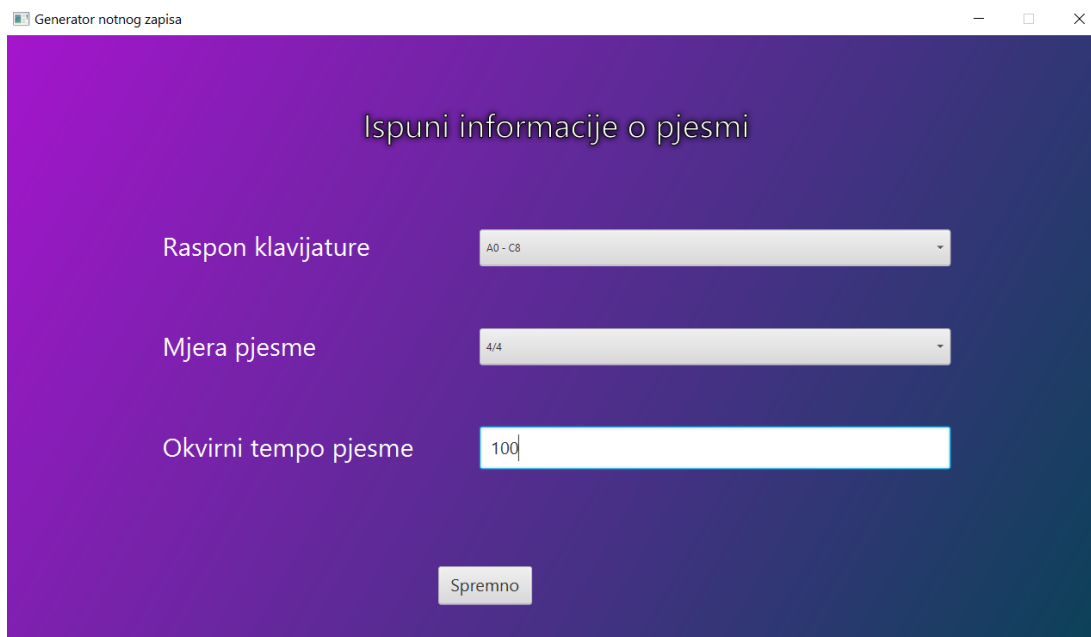 Generator notnog zapisa
Ispuni informacije o pjesmi
Raspon klavijature
A0 - C8
Mjera pjesme
4/4
Okvirni tempo pjesme
100
Spremno